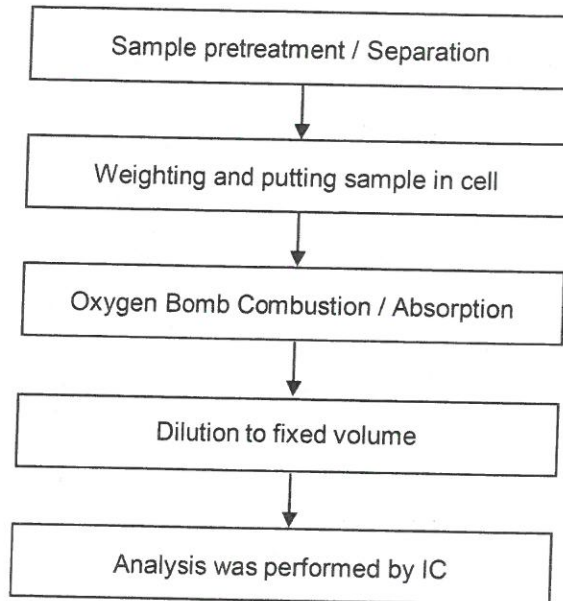 Sample pretreatment / Separation
Weighting and putting sample in cell
Oxygen Bomb Combustion / Absorption
Dilution to fixed volume
Analysis was performed by IC